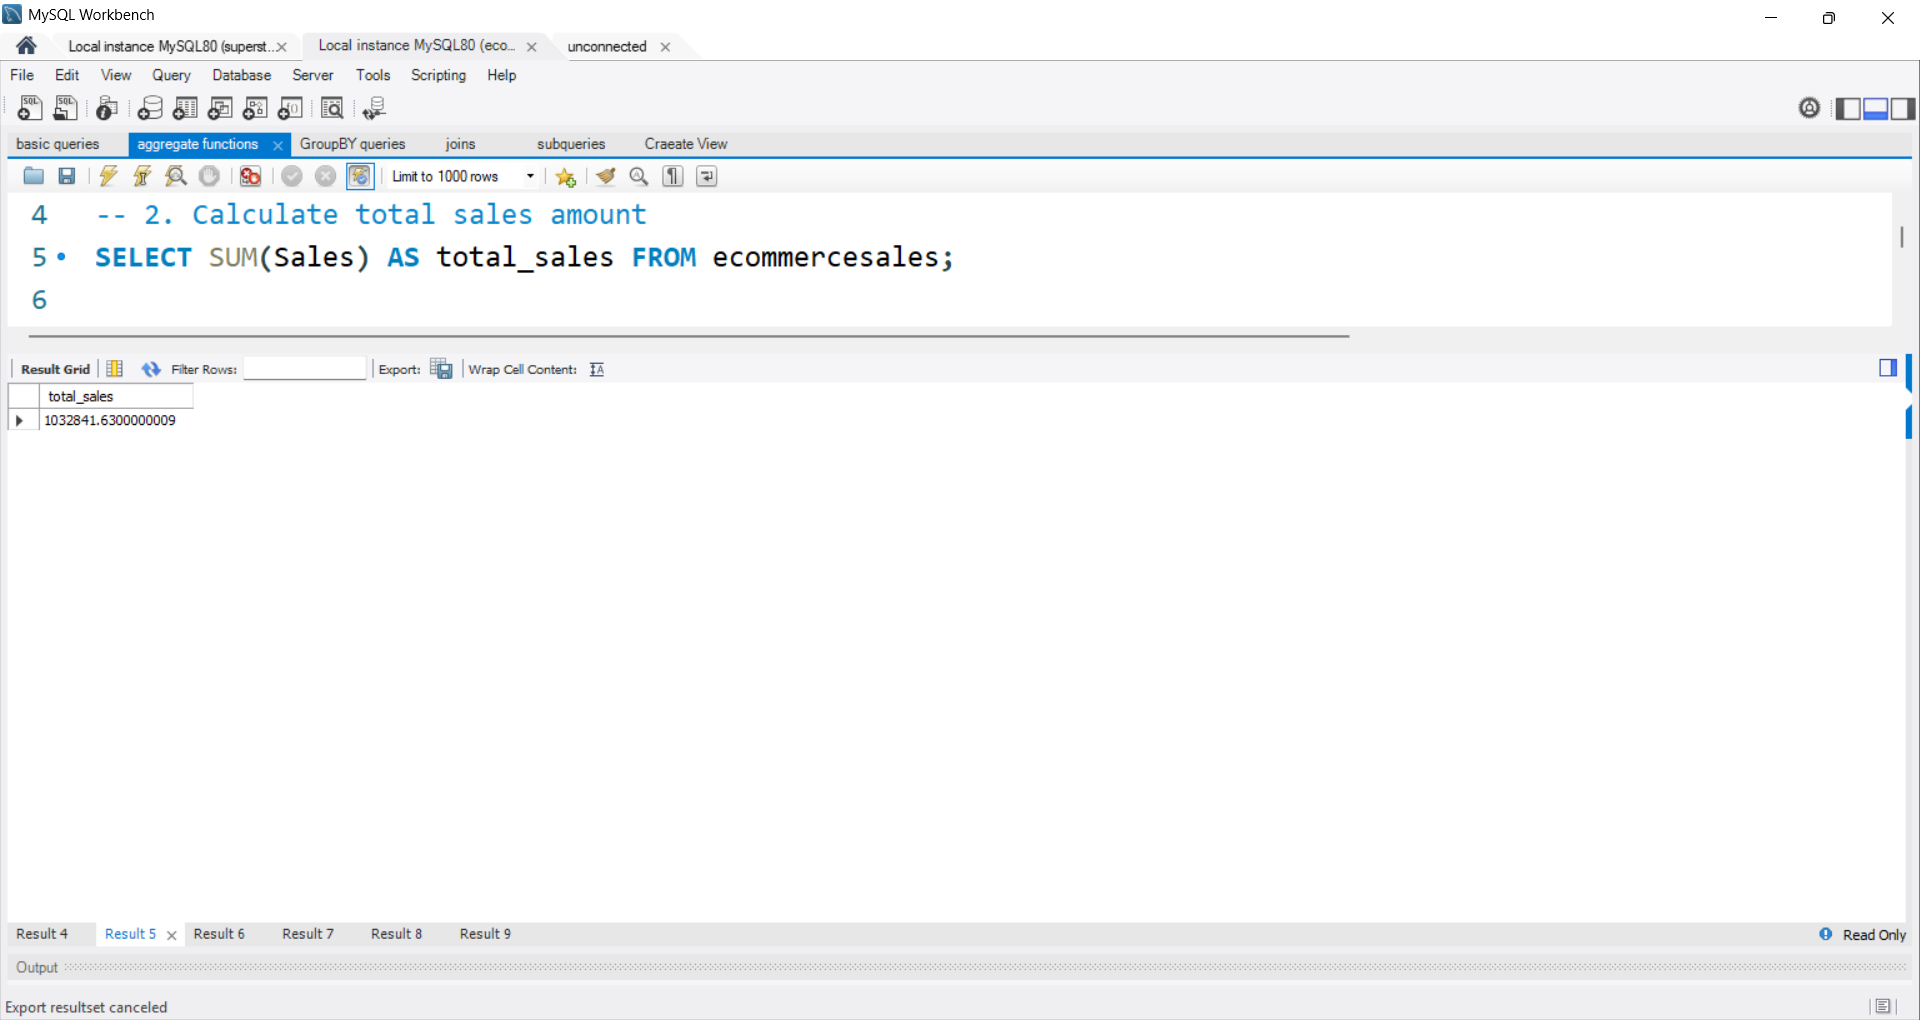 MySQL Workbench
Local instance MySQL80 (superst... Local instance MySQL80 (eco... unconnected
File Edit View Query Database Server Tools Scripting Help
basic queries aggregate functions GroupBY queries joins subqueries Craeate View
Limit to 1000 rows
4 -- 2. Calculate total sales amount
5 SELECT SUM(Sales) AS total_sales FROM ecommercesales;
6
Result Grid Filter Rows: Export: Wrap Cell Content:
total_sales
1032841.6300000009
Result 4 Result 5 Result 6 Result 7 Result 8 Result 9 Read Only
Output
Export resultset canceled